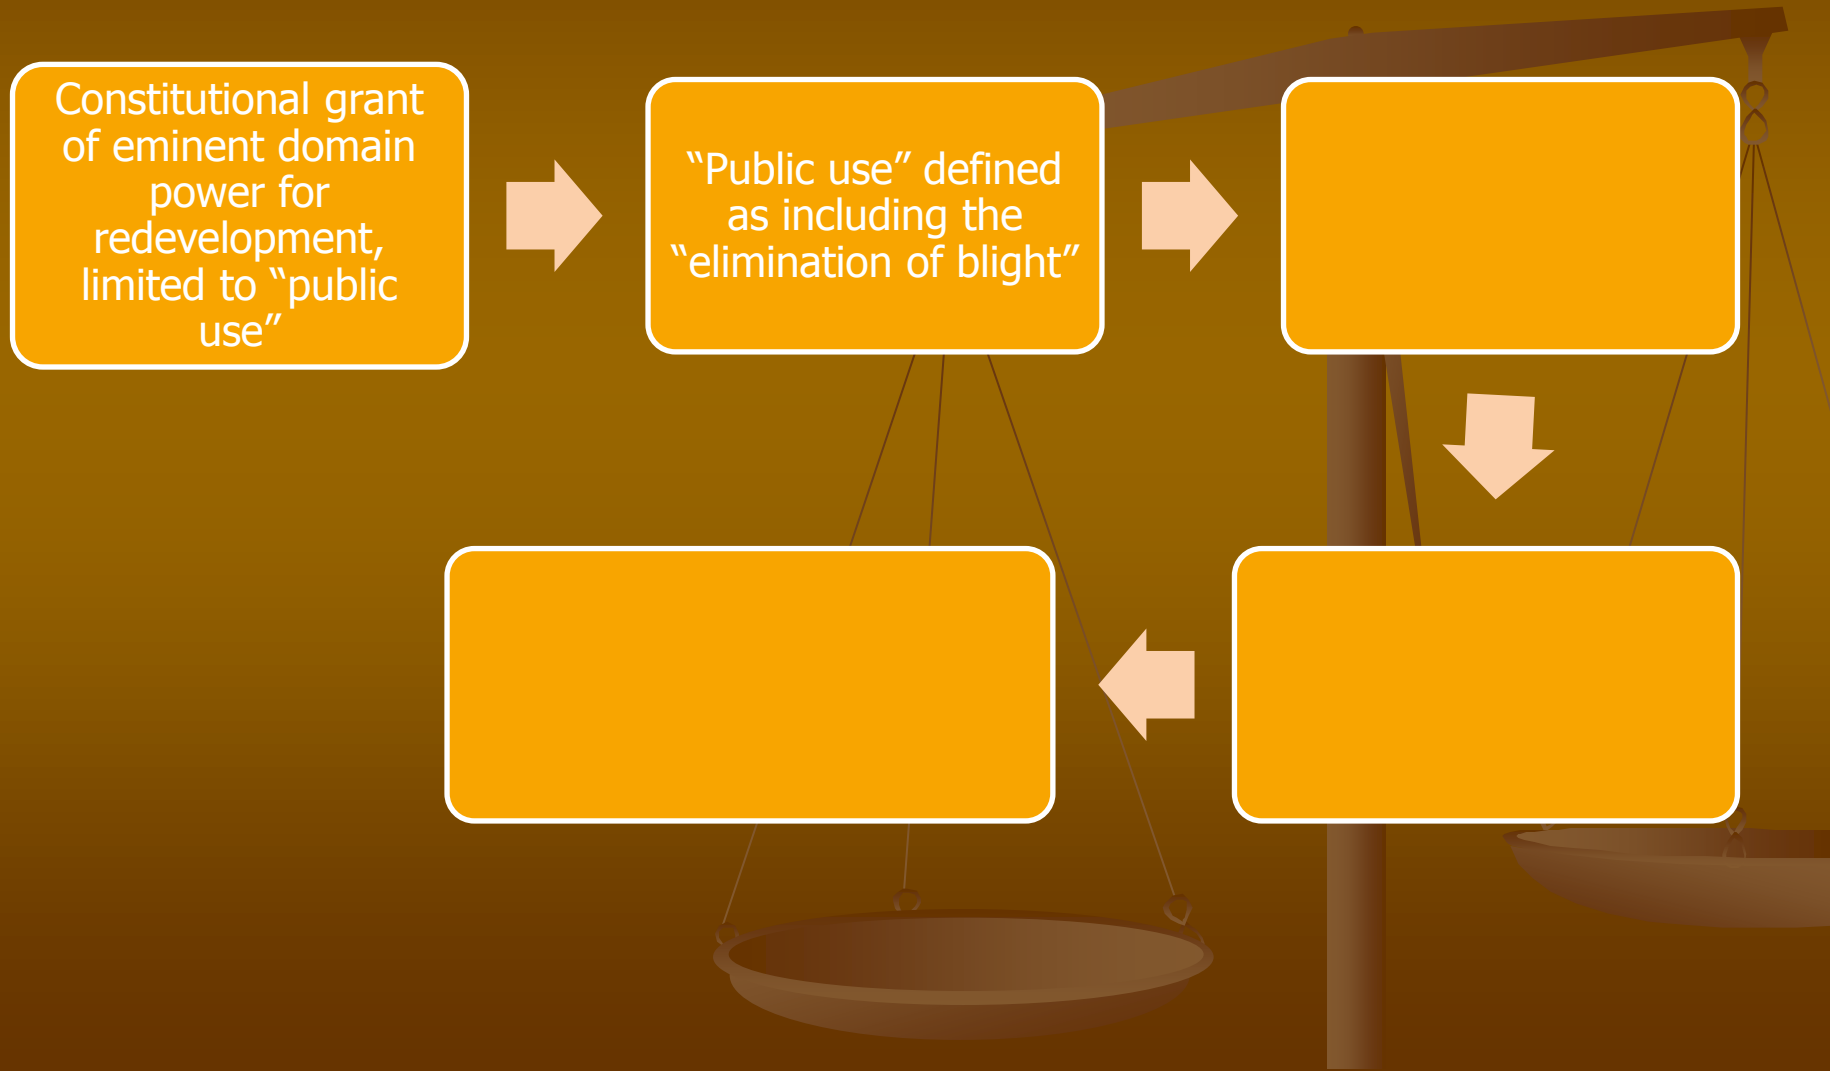 Constitutional grant
of eminent domain
power for
redevelopment,
limited to “public
use”
“Public use” defined
as including the
“elimination of blight”